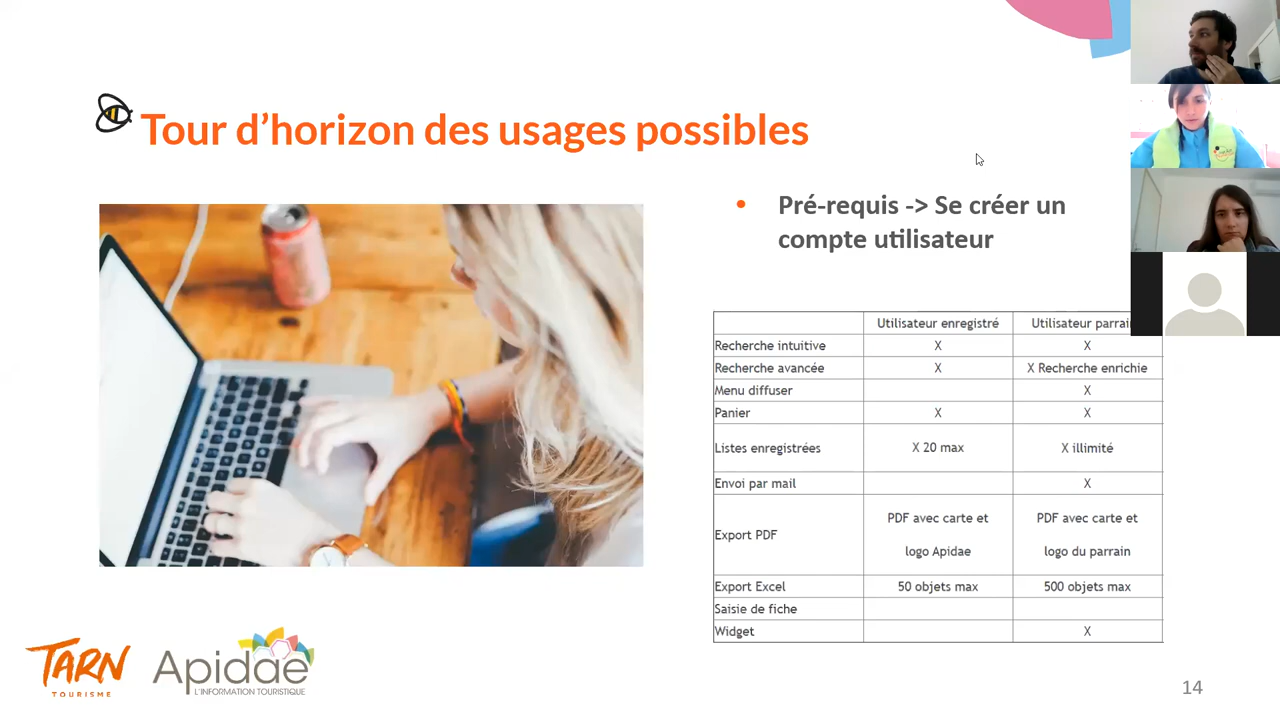 Tour d’horizon des usages possibles
• Pré-requis -> Se créer un
compte utilisateur
Utilisateur enregistré Utilisateur
Recherche intuitive X X
Recherche avancée X X Recherche enrichie
Menu diffuser X
Panier X X
Listes enregistrées X 20 max X illimité
Envoi par mail X
Export PDF PDF avec carte et logo Apidae PDF avec carte et logo du parrain
Export Excel 50 objets max 500 objets max
Saisie de fiche
Widget X
TARN
TOURISME
Apidae
L'INFORMATION TOURISTIQUE
14